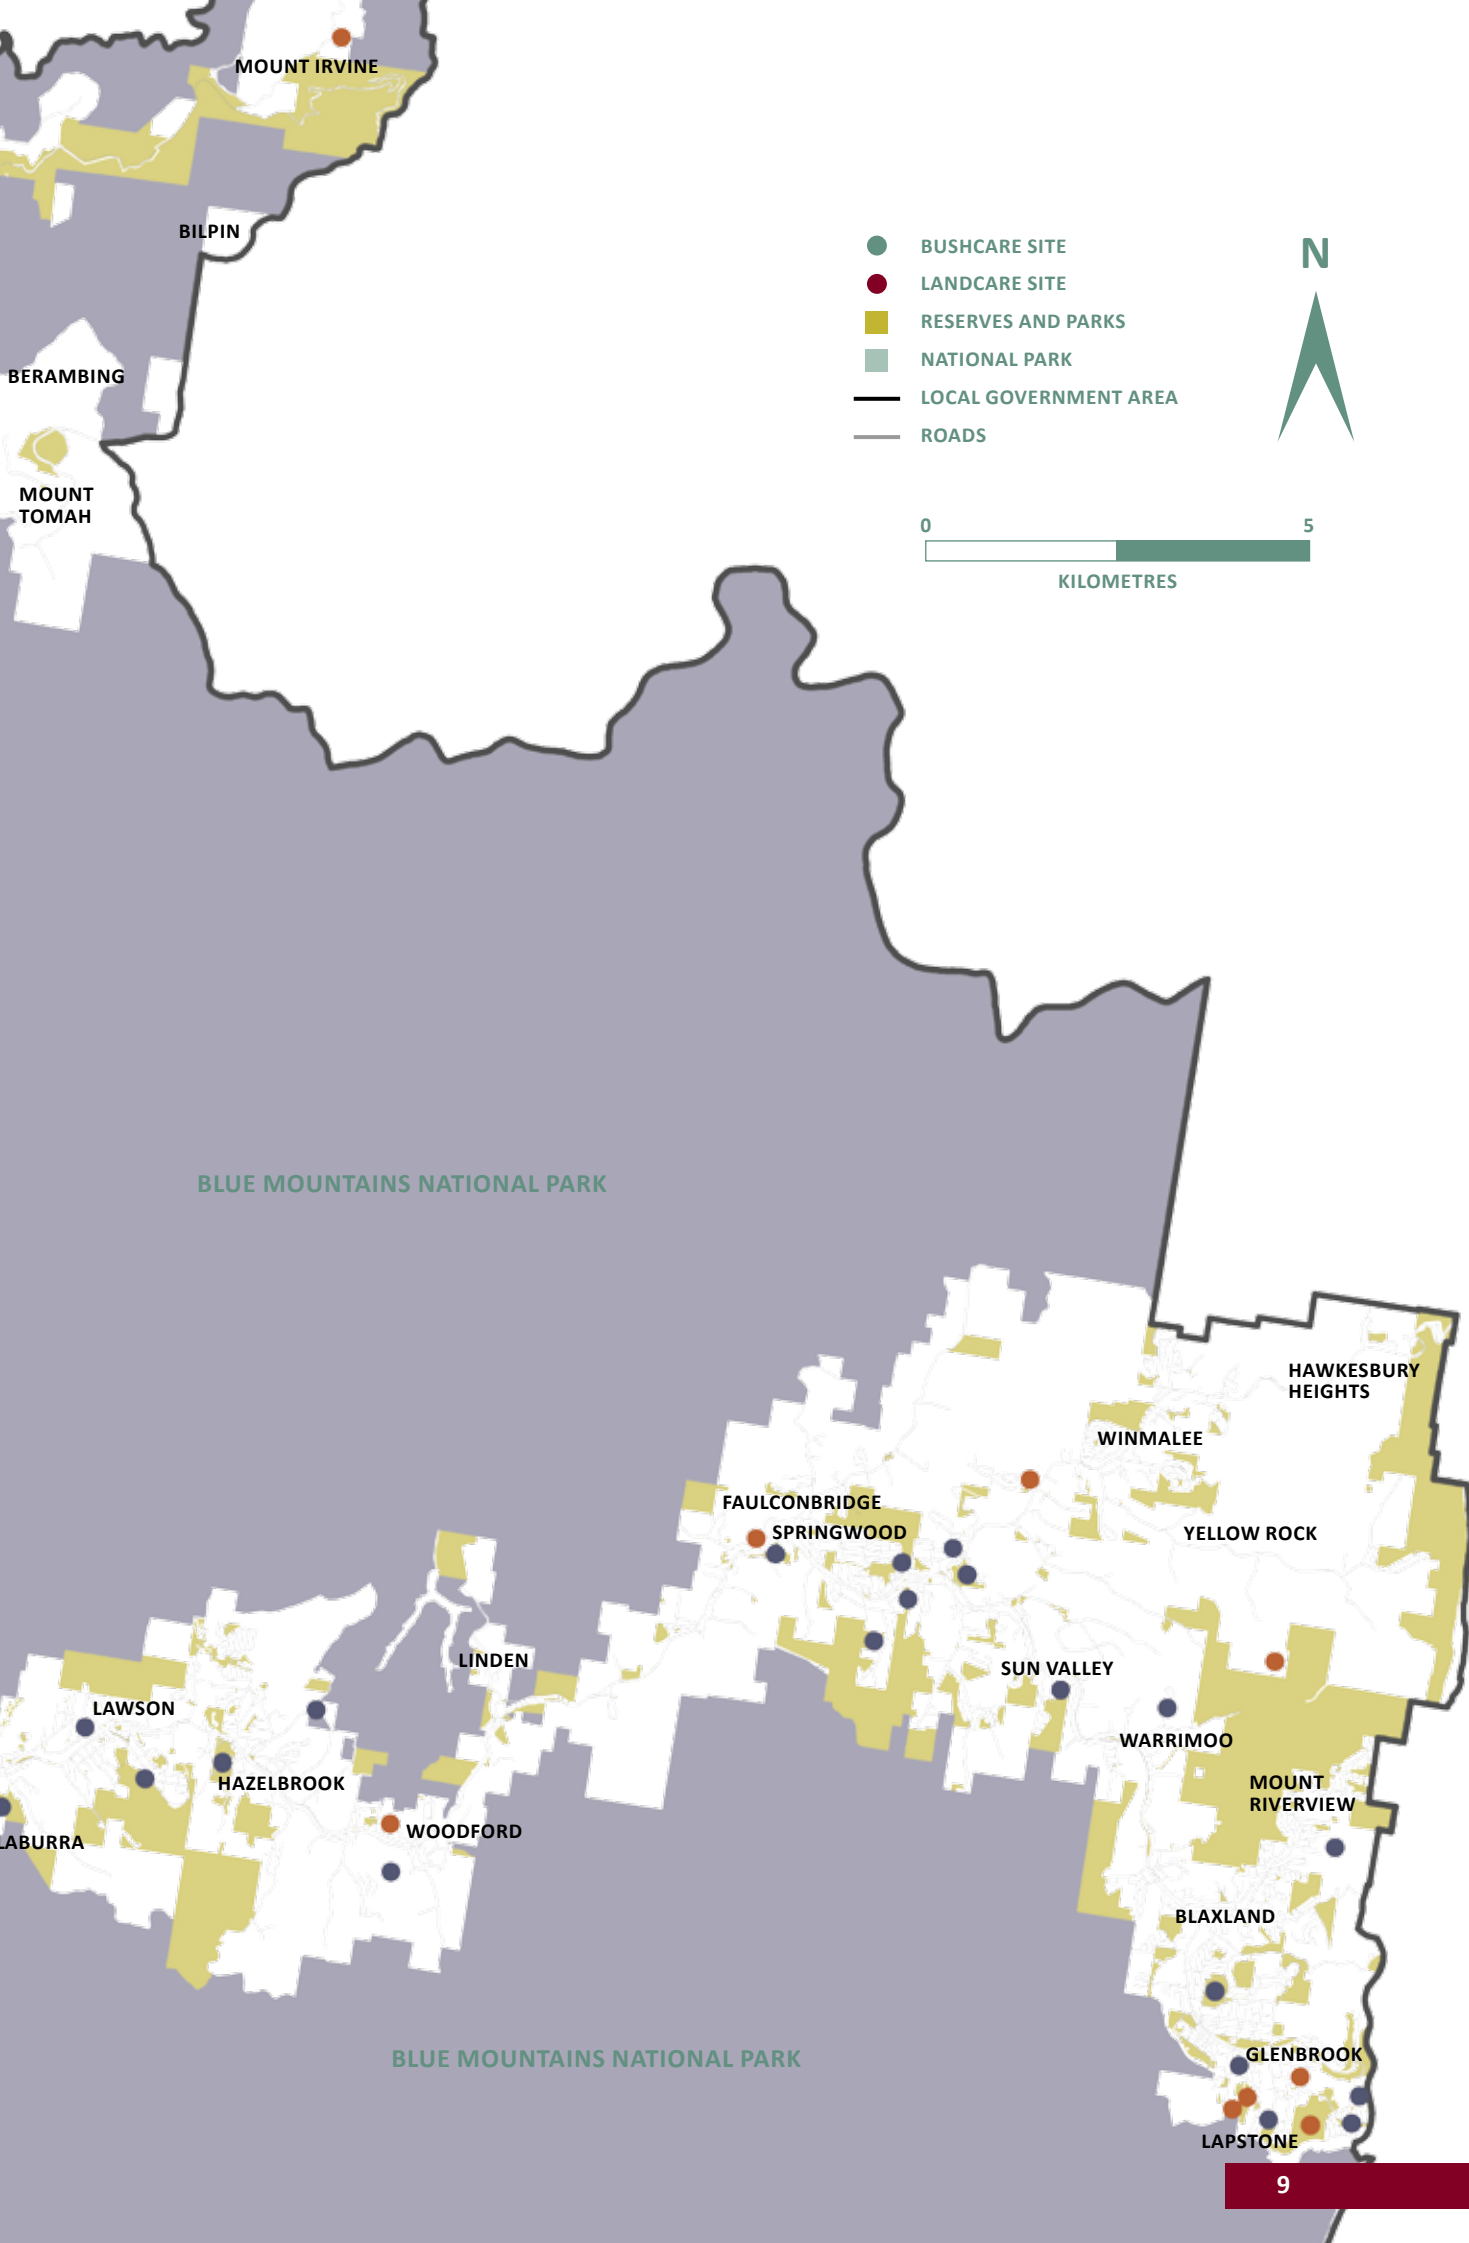 MOUNT IRVINE
BILPIN
BUSHCARE SITE
LANDCARE SITE
RESERVES AND PARKS
NATIONAL PARK
LOCAL GOVERNMENT AREA
ROADS
N
BERAMBING
MOUNT
TOMAH
0 5
KILOMETRES
BLUE MOUNTAINS NATIONAL PARK
HAWKESBURY
HEIGHTS
WINMALEE
FAULCONBRIDGE
SPRINGWOOD
YELLOW ROCK
LINDEN
SUN VALLEY
LAWSON
WARRIMOO
HAZELBROOK
MOUNT
RIVERVIEW
WOODFORD
LABURRA
BLAXLAND
GLENBROOK
BLUE MOUNTAINS NATIONAL PARK
LAPSTONE
9